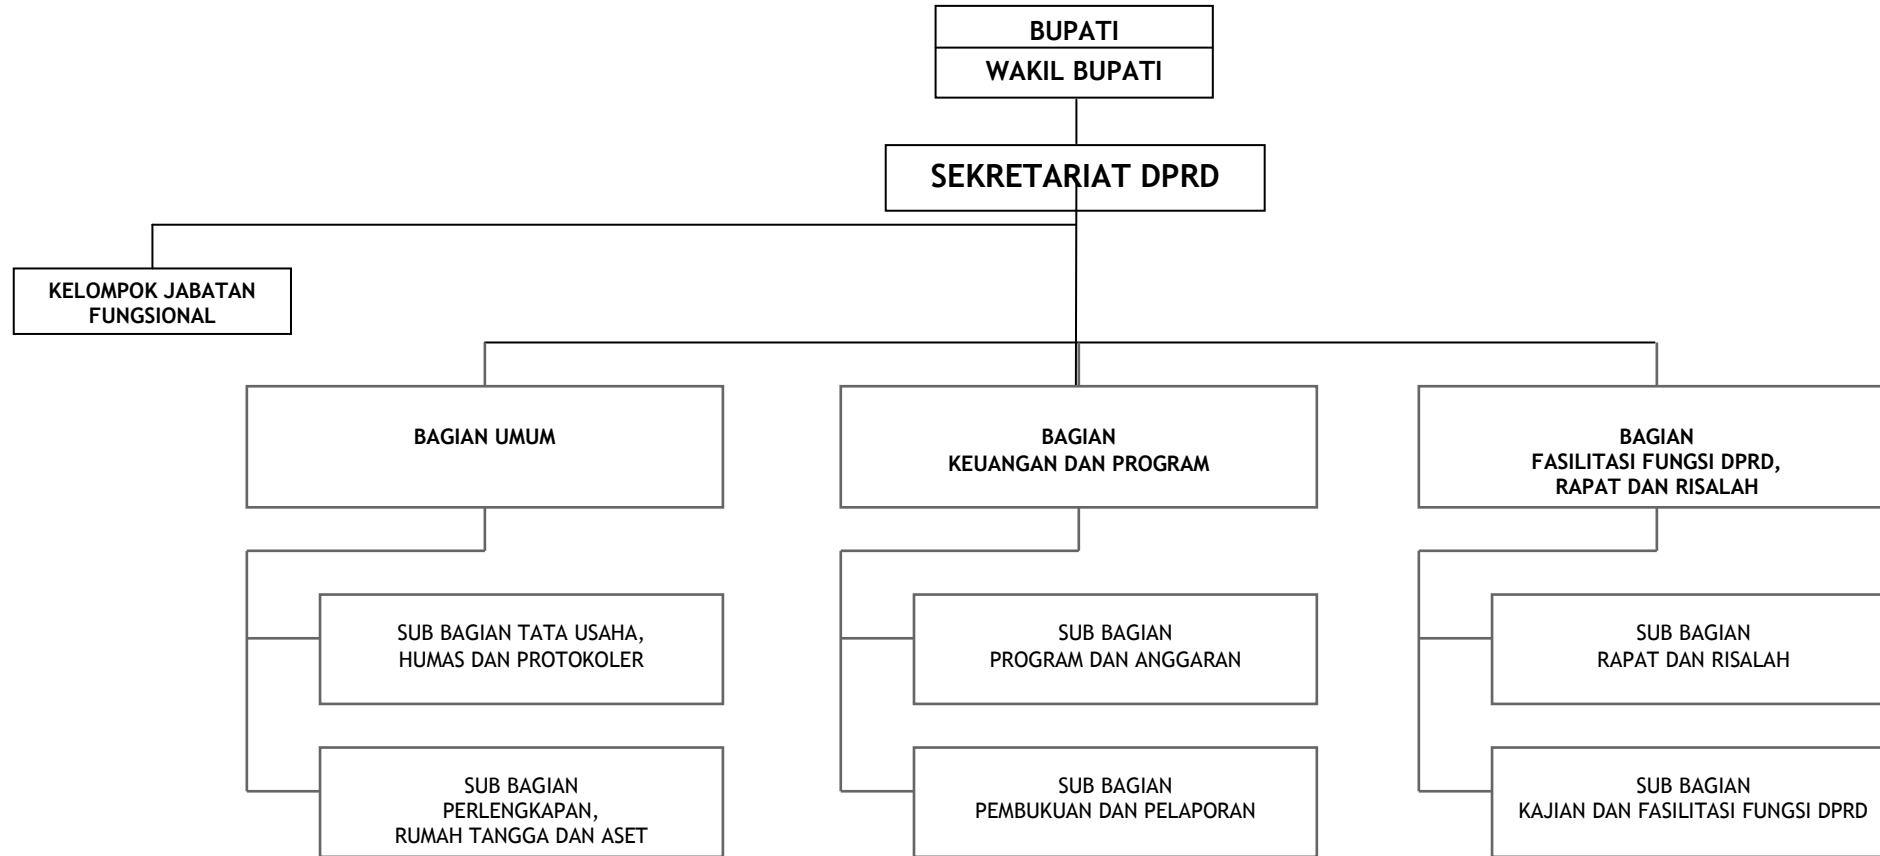 BUPATI
WAKIL BUPATI
SEKRETARIAT DPRD
KELOMPOK JABATAN
FUNGSIONAL
BAGIAN UMUM
BAGIAN
KEUANGAN DAN PROGRAM
BAGIAN
FASILITASI FUNGSI DPRD,
RAPAT DAN RISALAH
SUB BAGIAN TATA USAHA,
HUMAS DAN PROTOKOLER
SUB BAGIAN
PROGRAM DAN ANGGARAN
SUB BAGIAN
RAPAT DAN RISALAH
SUB BAGIAN
PERLENGKAPAN,
RUMAH TANGGA DAN ASET
SUB BAGIAN
PEMBUKUAN DAN PELAPORAN
SUB BAGIAN
KAJIAN DAN FASILITASI FUNGSI DPRD